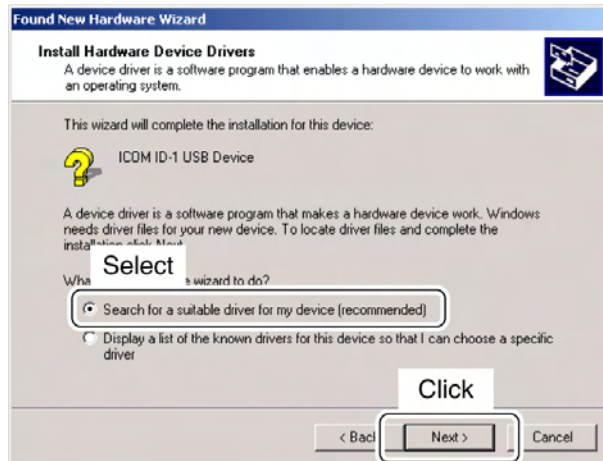 Found New Hardware Wizard
Install Hardware Device Drivers
A device driver is a software program that enables a hardware device to work with
an operating system.
This wizard will complete the installation for this device:
ICOM ID-1 USB Device
A device driver is a software program that makes a hardware device work. Windows
needs driver files for your new device. To locate driver files and complete the
installation click Next.
Select
wizard to do?
Search for a suitable driver for my device (recommended)
Display a list of the known drivers for this device so that I can choose a specific
driver
Click
< Bac
Next >
Cancel